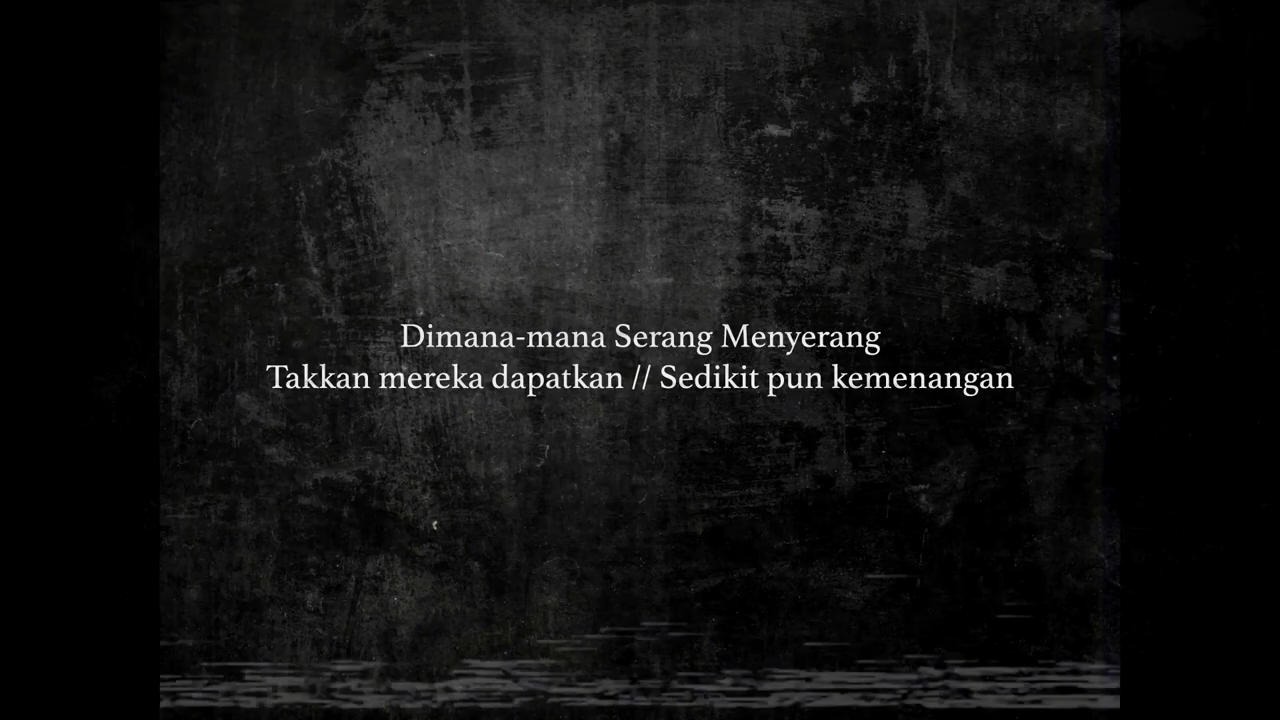 Dimana-mana Serang Menyerang
Takkan mereka dapatkan // Sedikit pun kemenangan